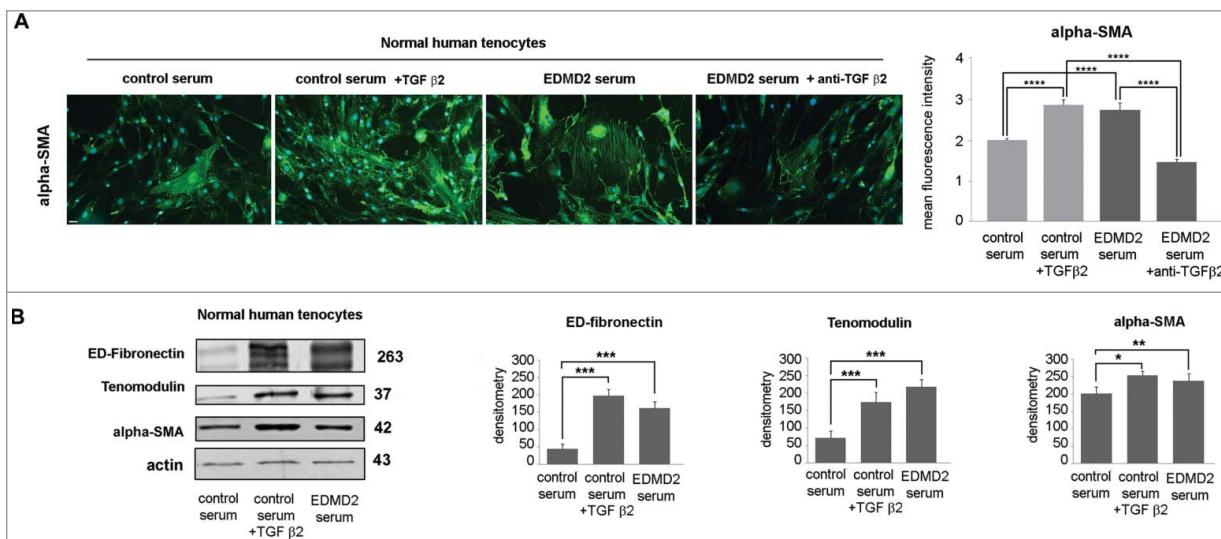 A
Normal human tenocytes
control serum
control serum +TGF β2
EDMD2 serum
EDMD2 serum + anti-TGF β2
alpha-SMA
alpha-SMA
mean fluorescence intensity
4
3
2
1
0
****
****
****
****
control
serum
control
serum
+TGFβ2
EDMD2
serum
EDMD2
serum
+anti-TGFβ2
B
Normal human tenocytes
ED-Fibronectin
263
Tenomodulin
37
alpha-SMA
42
actin
43
control
serum
control
serum
+TGF β2
EDMD2
serum
ED-fibronectin
densitometry
300
250
200
150
100
50
0
***
***
control
serum
control
serum
+TGF β2
EDMD2
serum
Tenomodulin
densitometry
300
250
200
150
100
50
0
***
***
control
serum
control
serum
+TGF β2
EDMD2
serum
alpha-SMA
densitometry
300
250
200
150
100
50
0
**
*
control
serum
control
serum
+TGF β2
EDMD2
serum